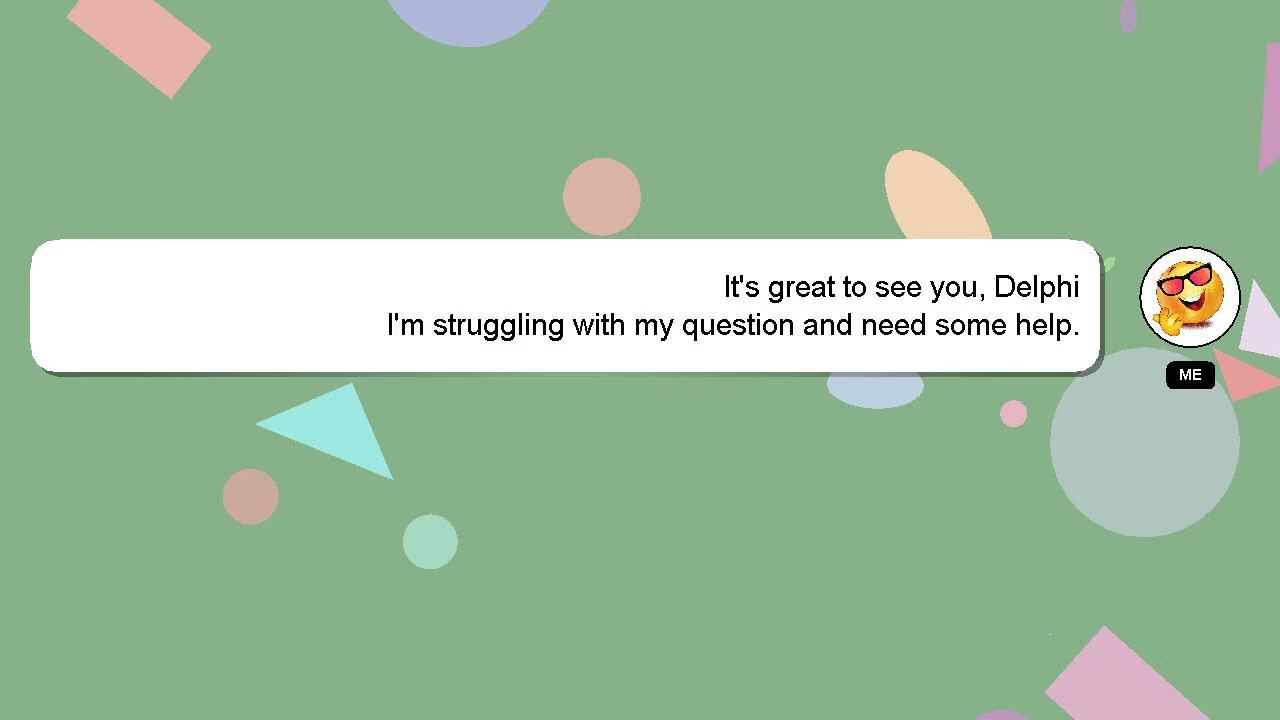 It's great to see you, Delphi
I'm struggling with my question and need some help.
ME